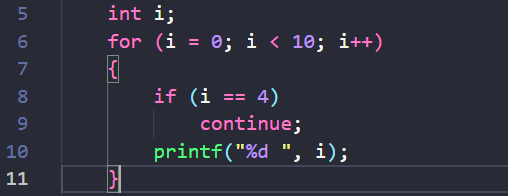 5 int i;
6 for (i = 0; i < 10; i++)
7 {
8 if (i == 4)
9 continue;
10 printf("%d ", i);
11 }